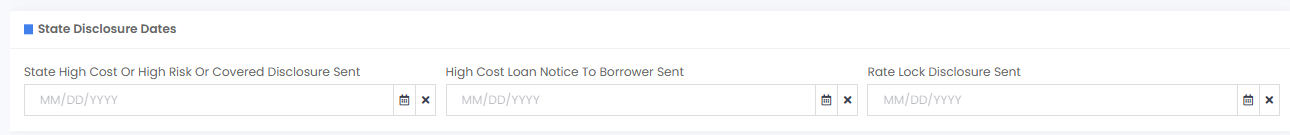 State Disclosure Dates
State High Cost Or High Risk Or Covered Disclosure Sent
High Cost Loan Notice To Borrower Sent
Rate Lock Disclosure Sent
MM/DD/YYYY
MM/DD/YYYY
MM/DD/YYYY